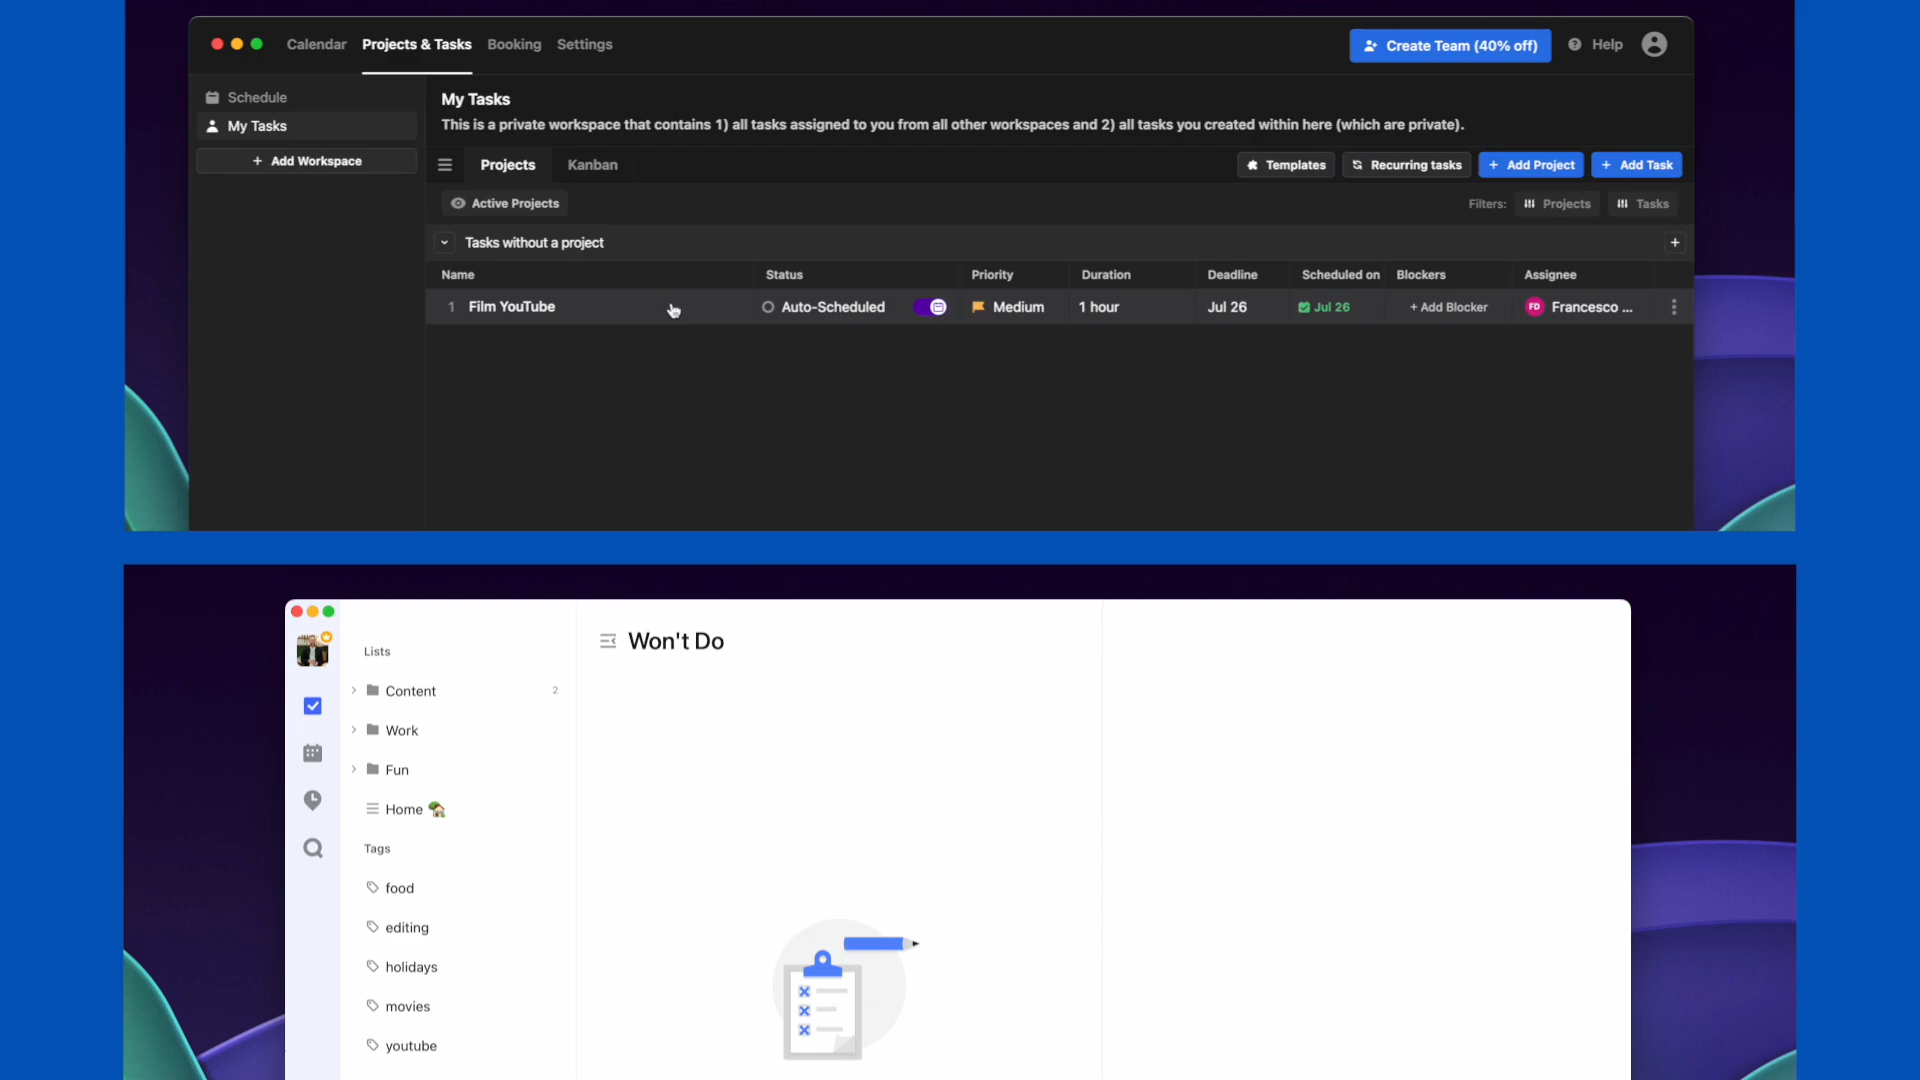 Calendar Projects & Tasks Booking Settings Create Team (40% off) Help
Schedule
My Tasks
+ Add Workspace
My Tasks
This is a private workspace that contains 1) all tasks assigned to you from all other workspaces and 2) all tasks you created within here (which are private).
Projects Kanban Templates Recurring tasks + Add Project + Add Task
Active Projects Filters: Projects Tasks
Tasks without a project +
Name Status Priority Duration Deadline Scheduled on Blockers Assignee
1 Film YouTube Auto-Scheduled Medium 1 hour Jul 26 Jul 26 + Add Blocker FD Francesco ...
Won't Do
Lists
Content 2
Work
Fun
Home
Tags
food
editing
holidays
movies
youtube